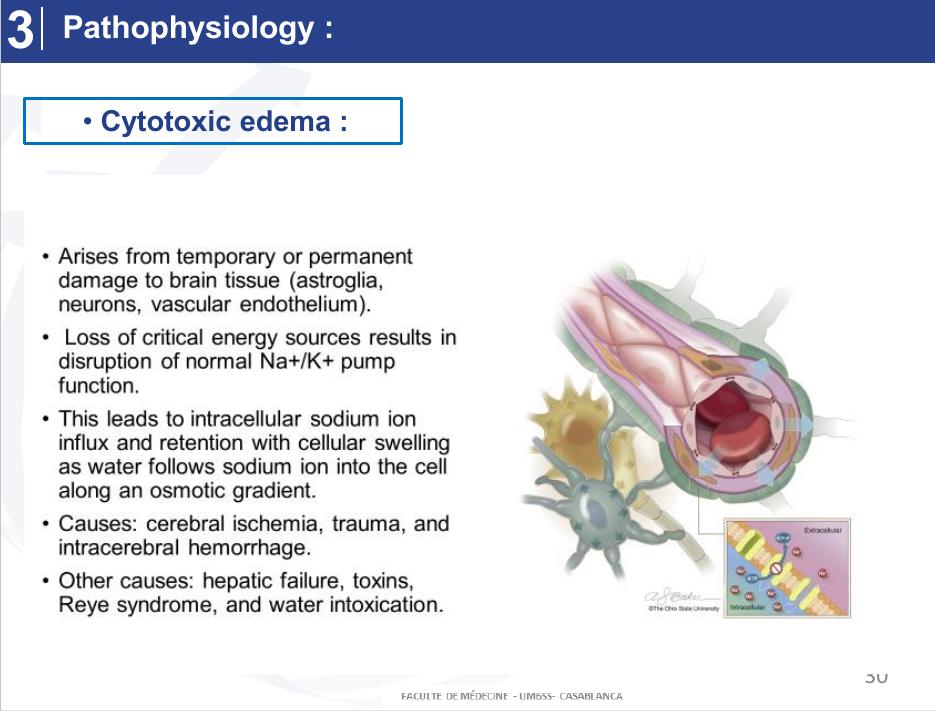 3 Pathophysiology :
• Cytotoxic edema :
• Arises from temporary or permanent
damage to brain tissue (astroglia,
neurons, vascular endothelium).
• Loss of critical energy sources results in
disruption of normal Na+/K+ pump
function.
• This leads to intracellular sodium ion
influx and retention with cellular swelling
as water follows sodium ion into the cell
along an osmotic gradient.
• Causes: cerebral ischemia, trauma, and
intracerebral hemorrhage.
• Other causes: hepatic failure, toxins,
Reye syndrome, and water intoxication.
Extracellular
ATP
Na+
Intracellular
©The Ohio State University
30
FACULTE DE MÉDECINE - UM6SS- CASABLANCA